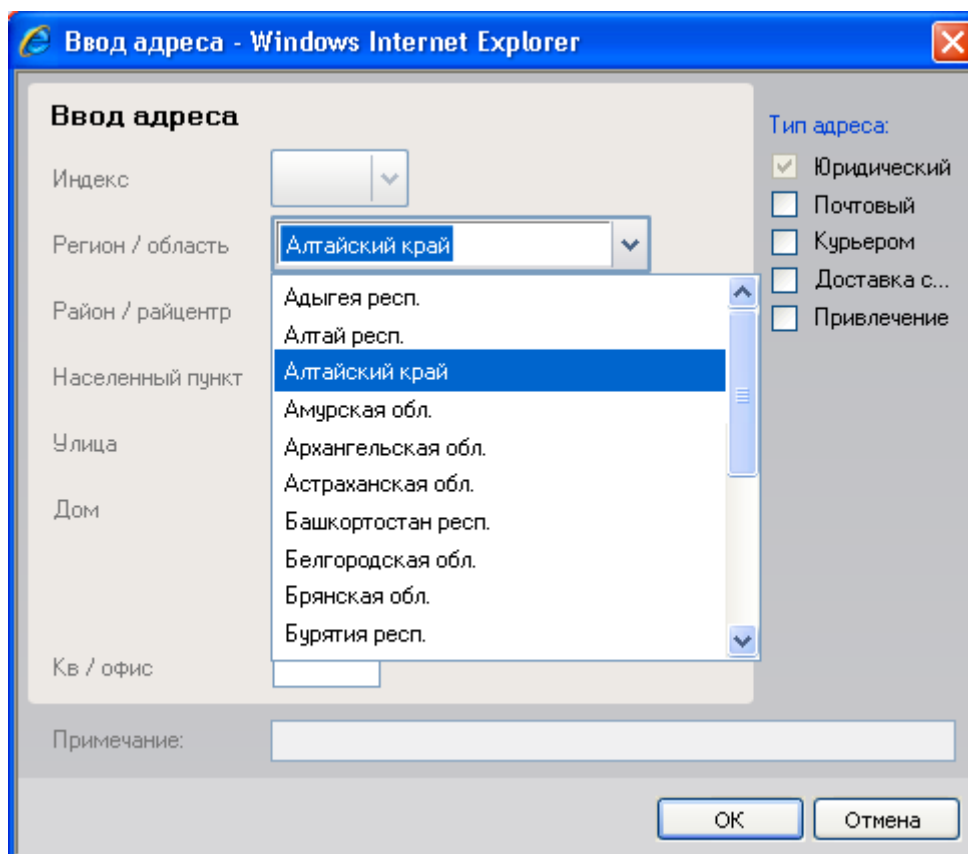 Ввод адреса - Windows Internet Explorer
Ввод адреса
Индекс
Регион / область
Алтайский край
Район / райцентр
Населенный пункт
Улица
Дом
Кв / офис
Адыгея респ.
Алтай респ.
Алтайский край
Амурская обл.
Архангельская обл.
Астраханская обл.
Башкортостан респ.
Белгородская обл.
Брянская обл.
Бурятия респ.
Тип адреса:
Юридический
Почтовый
Курьером
Доставка с...
Привлечение
Примечание:
ОК
Отмена